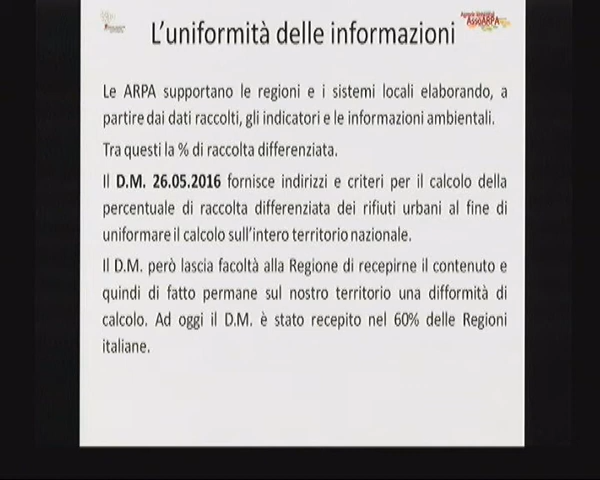 L'uniformità delle informazioni
AssoARPA
Le ARPA supportano le regioni e i sistemi locali elaborando, a
partire dai dati raccolti, gli indicatori e le informazioni ambientali.
Tra questi la % di raccolta differenziata.
Il D.M. 26.05.2016 fornisce indirizzi e criteri per il calcolo della
percentuale di raccolta differenziata dei rifiuti urbani al fine di
uniformare il calcolo sull'intero territorio nazionale.
Il D.M. però lascia facoltà alla Regione di recepirne il contenuto e
quindi di fatto permane sul nostro territorio una difformità di
calcolo. Ad oggi il D.M. è stato recepito nel 60% delle Regioni
italiane.